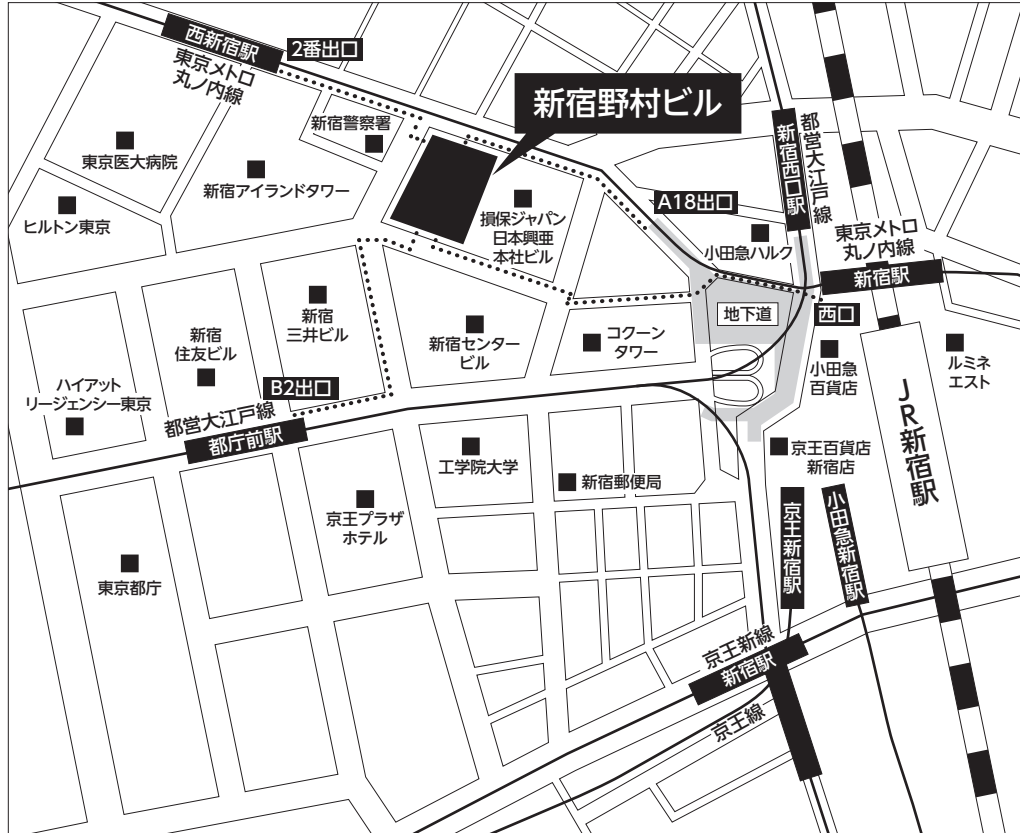 西新宿駅
2番出口
東京メトロ
丸ノ内線
新宿野村ビル
新宿警察署
東京医大病院
新宿アイランドタワー
ヒルトン東京
損保ジャパン
日本興亜
本社ビル
A18出口
都営大江戸線
新宿西口駅
小田急ハルク
東京メトロ
丸ノ内線
新宿駅
地下道
西口
新宿
三井ビル
新宿センター
ビル
コクーン
タワー
小田急
百貨店
ルミネ
エスト
新宿
住友ビル
ハイアット
リージェンシー東京
B2出口
都営大江戸線
都庁前駅
JR新宿駅
工学院大学
新宿郵便局
京王百貨店
新宿店
京王プラザ
ホテル
京王新宿駅
小田急新宿駅
東京都庁
京王新線
新宿駅
京王線